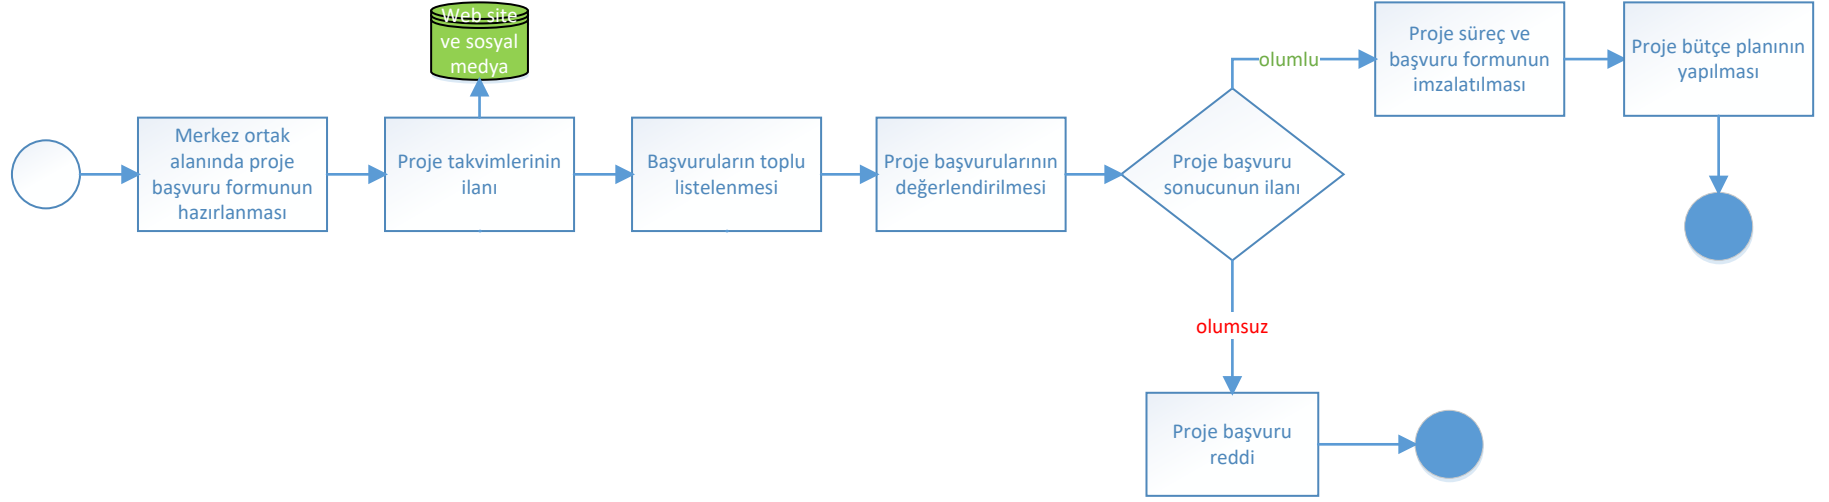 Merkez ortak
alanında proje
başvuru formunun
hazırlanması
Web site
ve sosyal
medya
Proje takvimlerinin
ilanı
Başvuruların toplu
listelenmesi
Proje başvurularının
değerlendirilmesi
Proje başvuru
sonucunun ilanı
olumlu
Proje süreç ve
başvuru formunun
imzalatılması
Proje bütçe planının
yapılması
olumsuz
Proje başvuru
reddi